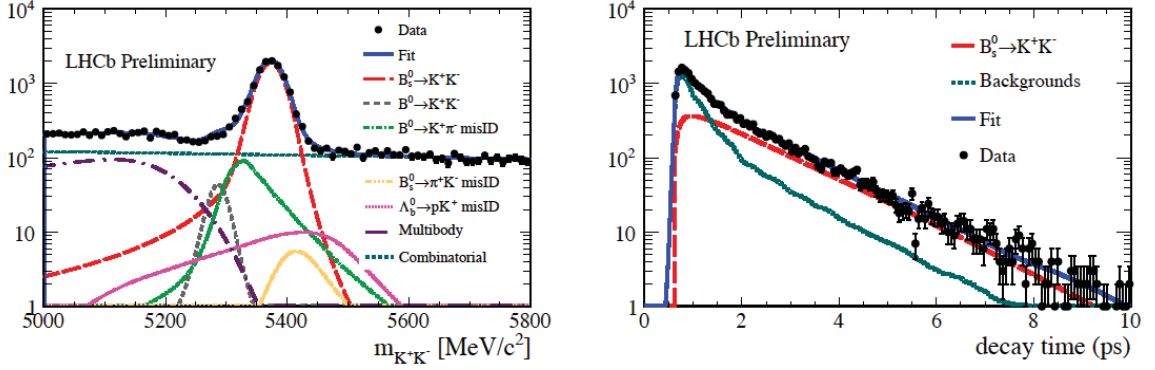 10⁴
10³
10²
10
1
5000 5200 5400 5600 5800
m_K⁺K⁻ [MeV/c²]
LHCb Preliminary
Data
Fit
B⁰ₛ→K⁺K⁻
B⁰→K⁺K⁻
B⁰→K⁺π⁻ misID
B⁰ₛ→π⁺K⁻ misID
Λ⁰_b→pK⁺ misID
Multibody
Combinatorial
10⁴
10³
10²
10
1
0 2 4 6 8 10
decay time (ps)
LHCb Preliminary
B⁰ₛ→K⁺K⁻
Backgrounds
Fit
Data